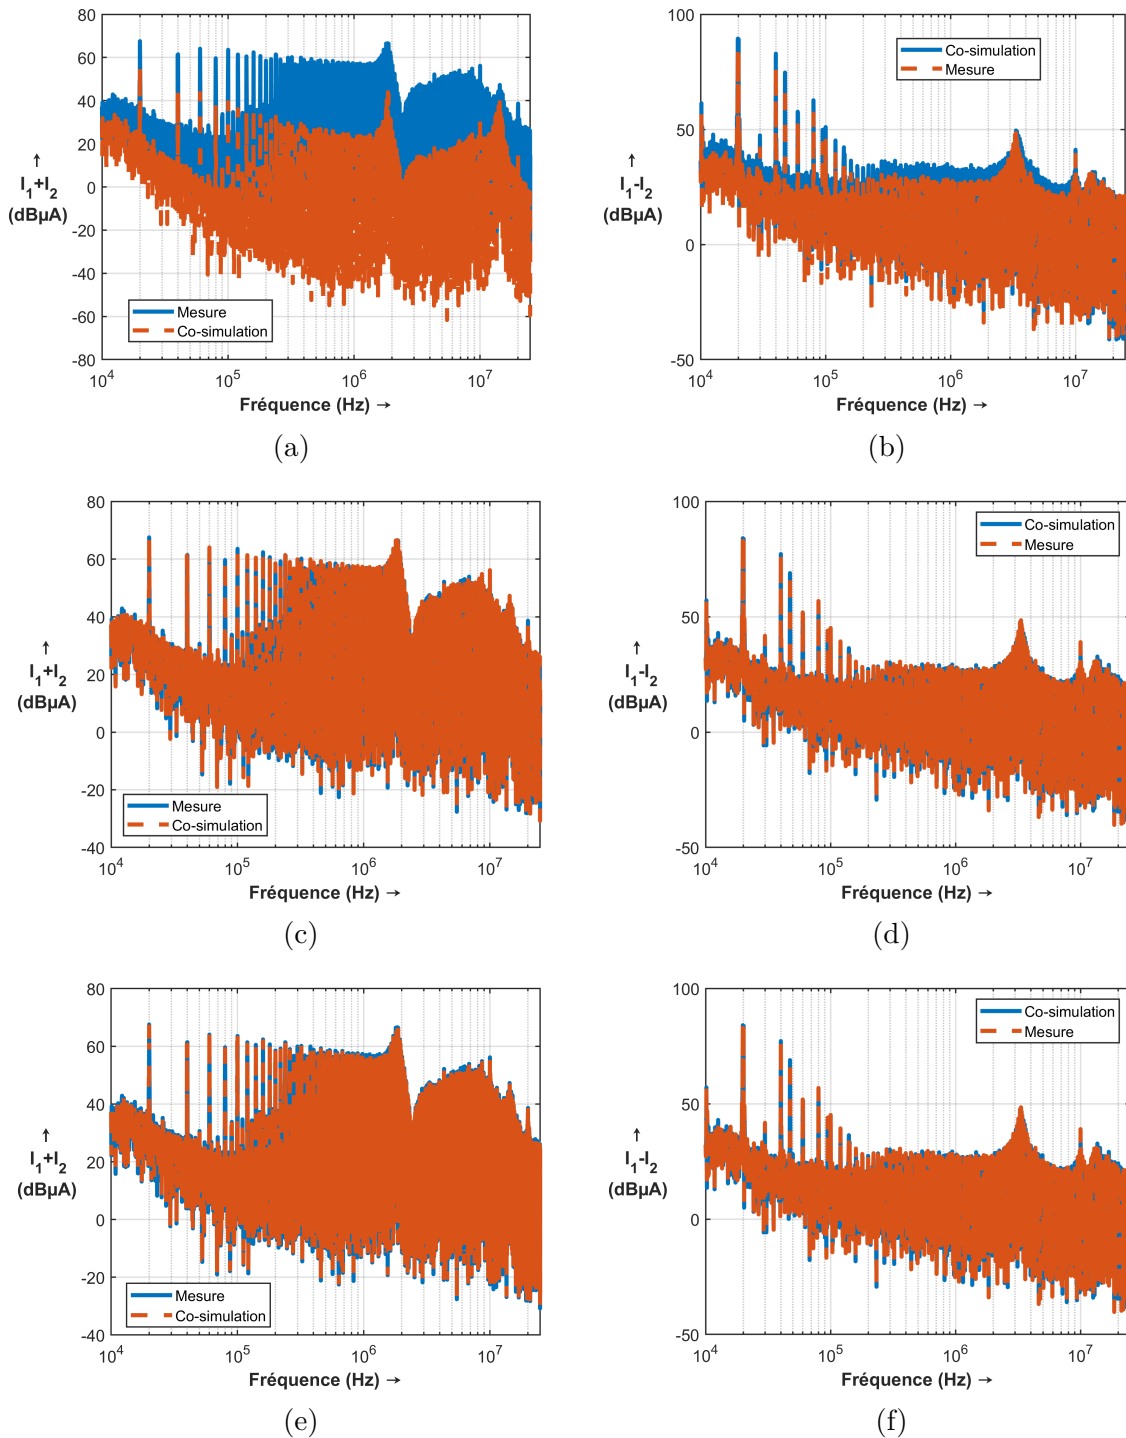 80
60
40
20
0
-20
-40
-60
-80
I1+I2
(dBµA)
Mesure
Co-simulation
10^4
10^5
10^6
10^7
Fréquence (Hz) →
(a)
100
50
0
-50
I1-I2
(dBµA)
Co-simulation
Mesure
10^4
10^5
10^6
10^7
Fréquence (Hz) →
(b)
80
60
40
20
0
-20
-40
I1+I2
(dBµA)
Mesure
Co-simulation
10^4
10^5
10^6
10^7
Fréquence (Hz) →
(c)
100
50
0
-50
I1-I2
(dBµA)
Co-simulation
Mesure
10^4
10^5
10^6
10^7
Fréquence (Hz) →
(d)
80
60
40
20
0
-20
-40
I1+I2
(dBµA)
Mesure
Co-simulation
10^4
10^5
10^6
10^7
Fréquence (Hz) →
(e)
100
50
0
-50
I1-I2
(dBµA)
Co-simulation
Mesure
10^4
10^5
10^6
10^7
Fréquence (Hz) →
(f)